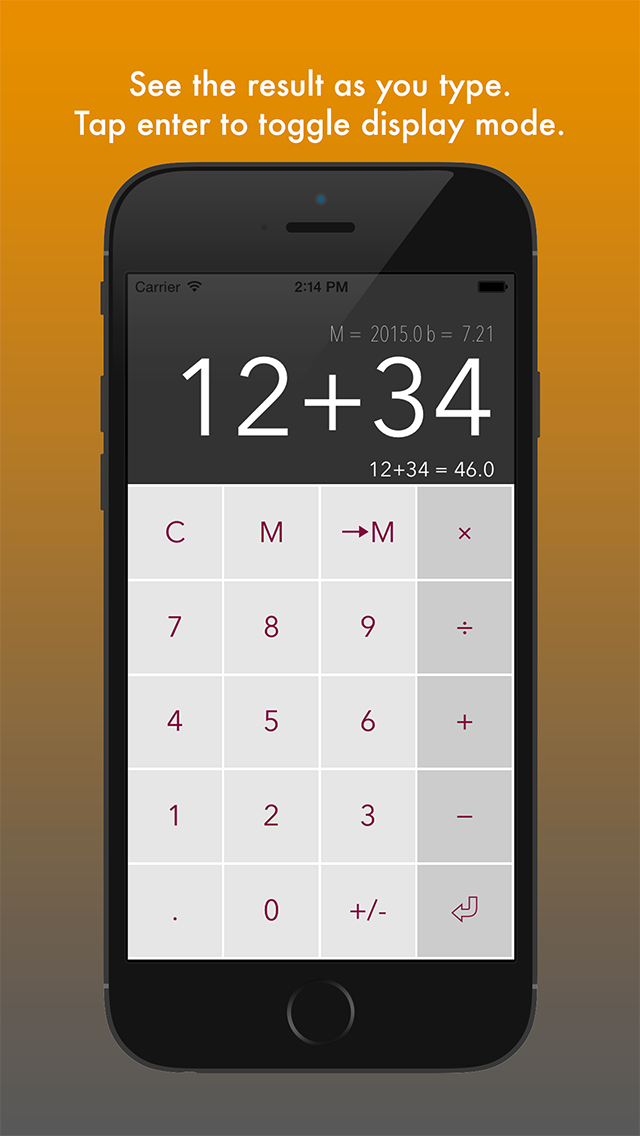 See the result as you type.
Tap enter to toggle display mode.
Carrier 2:14 PM
M = 2015.0 b = 7.21
12+34
12+34 = 46.0
C M →M ×
7 8 9 ÷
4 5 6 +
1 2 3 −
. 0 +/-